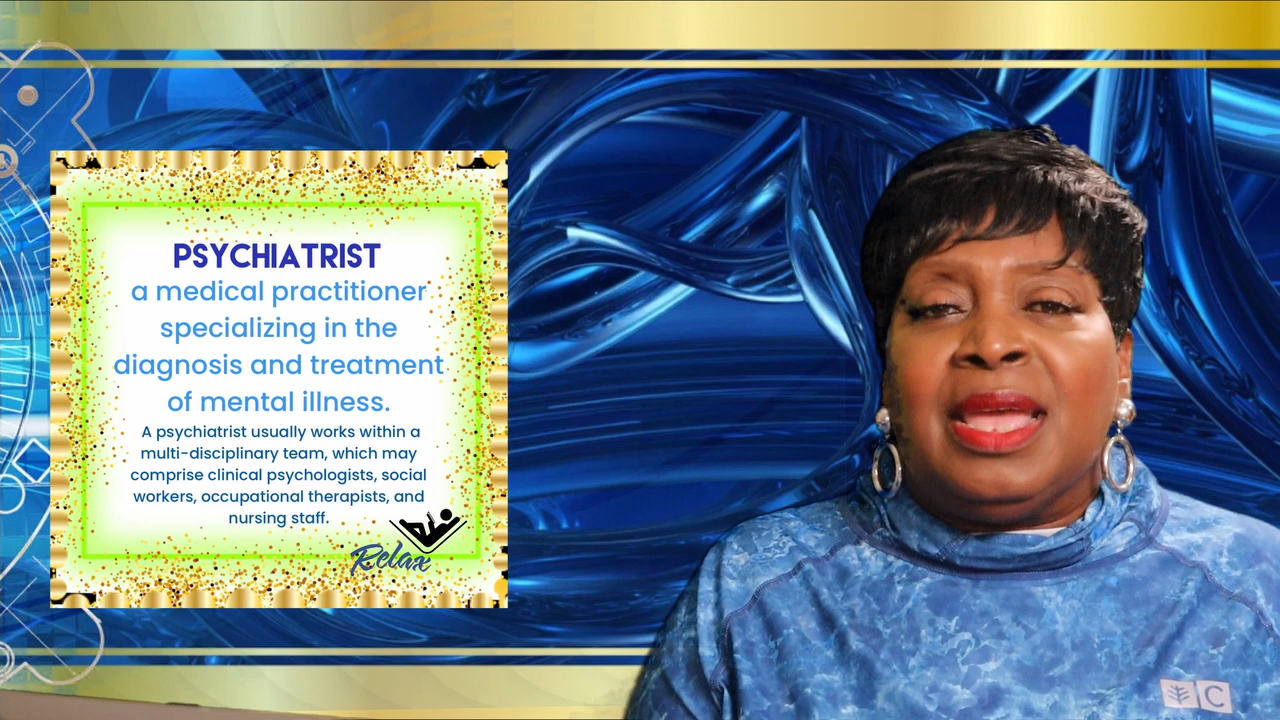 PSYCHIATRIST
a medical practitioner
specializing in the
diagnosis and treatment
of mental illness.
A psychiatrist usually works within a
multi-disciplinary team, which may
comprise clinical psychologists, social
workers, occupational therapists, and
nursing staff.
Relax
C